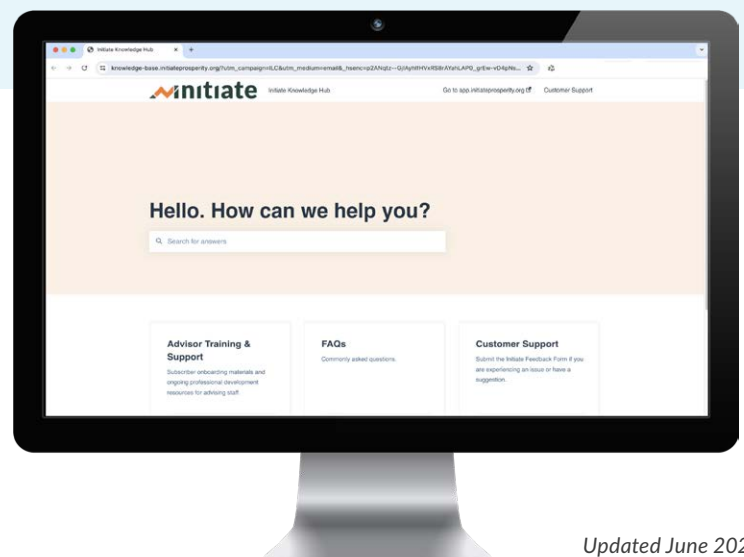 Initiate Knowledge Hub
knowledge-base.initiateprosperity.org/?utm_campaign=ILC&utm_medium=email&_hsenc=p2ANqtz--
initiate
Initiate Knowledge Hub
Go to app.initiateprosperity.org
Customer Support
Hello. How can we help you?
Search for answers
Advisor Training &
Support
Subscriber onboarding materials and
ongoing professional development
resources for advising staff.
FAQs
Commonly asked questions.
Customer Support
Submit the Initiate Feedback Form if you
are experiencing an issue or have a
suggestion.
Updated June 202